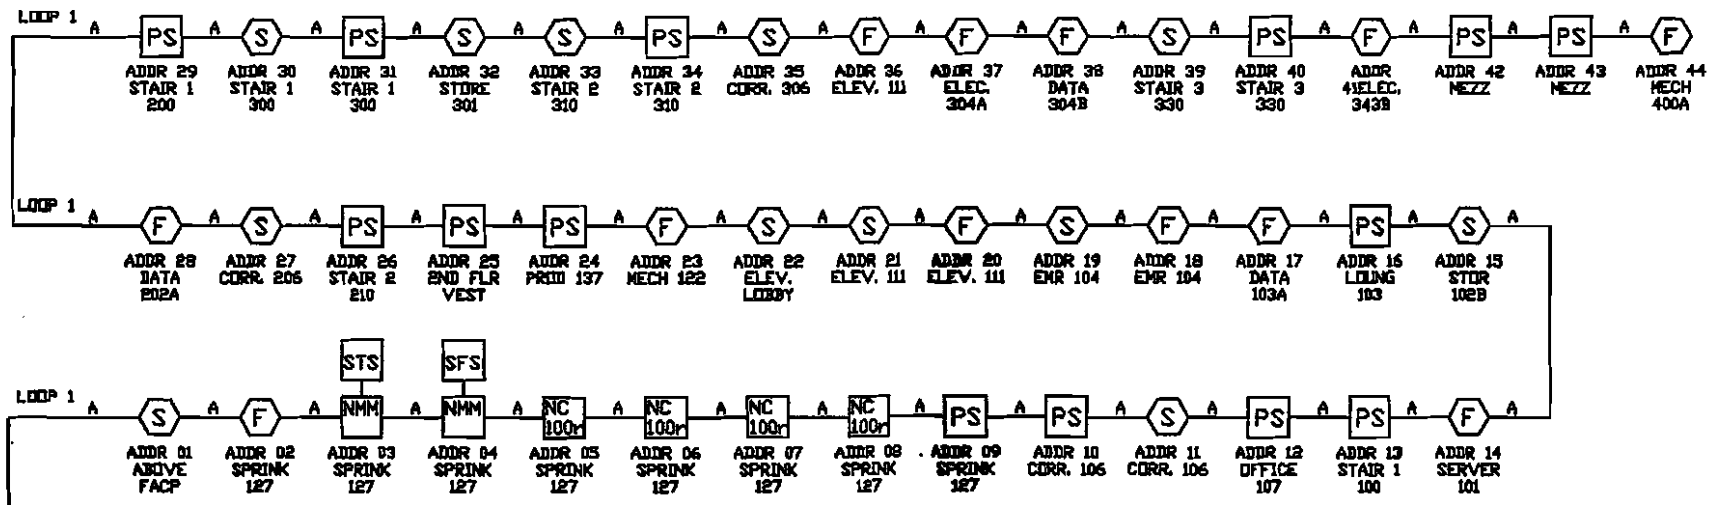 LOOP 1 A PS A S A PS A S A S A PS A S A F A F A F A S A PS A F A PS A PS A F
ADDR 29 ADDR 30 ADDR 31 ADDR 32 ADDR 33 ADDR 34 ADDR 35 ADDR 36 ADDR 37 ADDR 38 ADDR 39 ADDR 40 ADDR ADDR 42 ADDR 43 ADDR 44
STAIR 1 STAIR 1 STAIR 1 STORE STAIR 2 STAIR 2 CORR. 306 ELEV. 111 ELEC. DATA STAIR 3 STAIR 3 41ELEC. MEZZ MEZZ MECH
200 300 300 301 310 310 304A 304B 330 330 343B 400A
LOOP 1 A F A S A PS A PS A PS A F A S A S A F A S A F A F A PS A S A
ADDR 28 ADDR 27 ADDR 26 ADDR 25 ADDR 24 ADDR 23 ADDR 22 ADDR 21 ADDR 20 ADDR 19 ADDR 18 ADDR 17 ADDR 16 ADDR 15
DATA CORR. 206 STAIR 2 2ND FLR PROD 137 MECH 122 ELEV. ELEV. 111 ELEV. 111 EMR 104 EMR 104 DATA LOUNG STOR
202A 210 VEST LOBBY 103A 103 102B
STS SFS
LOOP 1 A S A F A NMM A NMM A NC A NC A NC A NC A PS A PS A S A PS A PS A F A
100r 100r 100r 100r
ADDR 01 ADDR 02 ADDR 03 ADDR 04 ADDR 05 ADDR 06 ADDR 07 ADDR 08 ADDR 09 ADDR 10 ADDR 11 ADDR 12 ADDR 13 ADDR 14
ABOVE SPRINK SPRINK SPRINK SPRINK SPRINK SPRINK SPRINK SPRINK CORR. 106 CORR. 106 OFFICE STAIR 1 SERVER
FACP 127 127 127 127 127 127 127 127 107 100 101